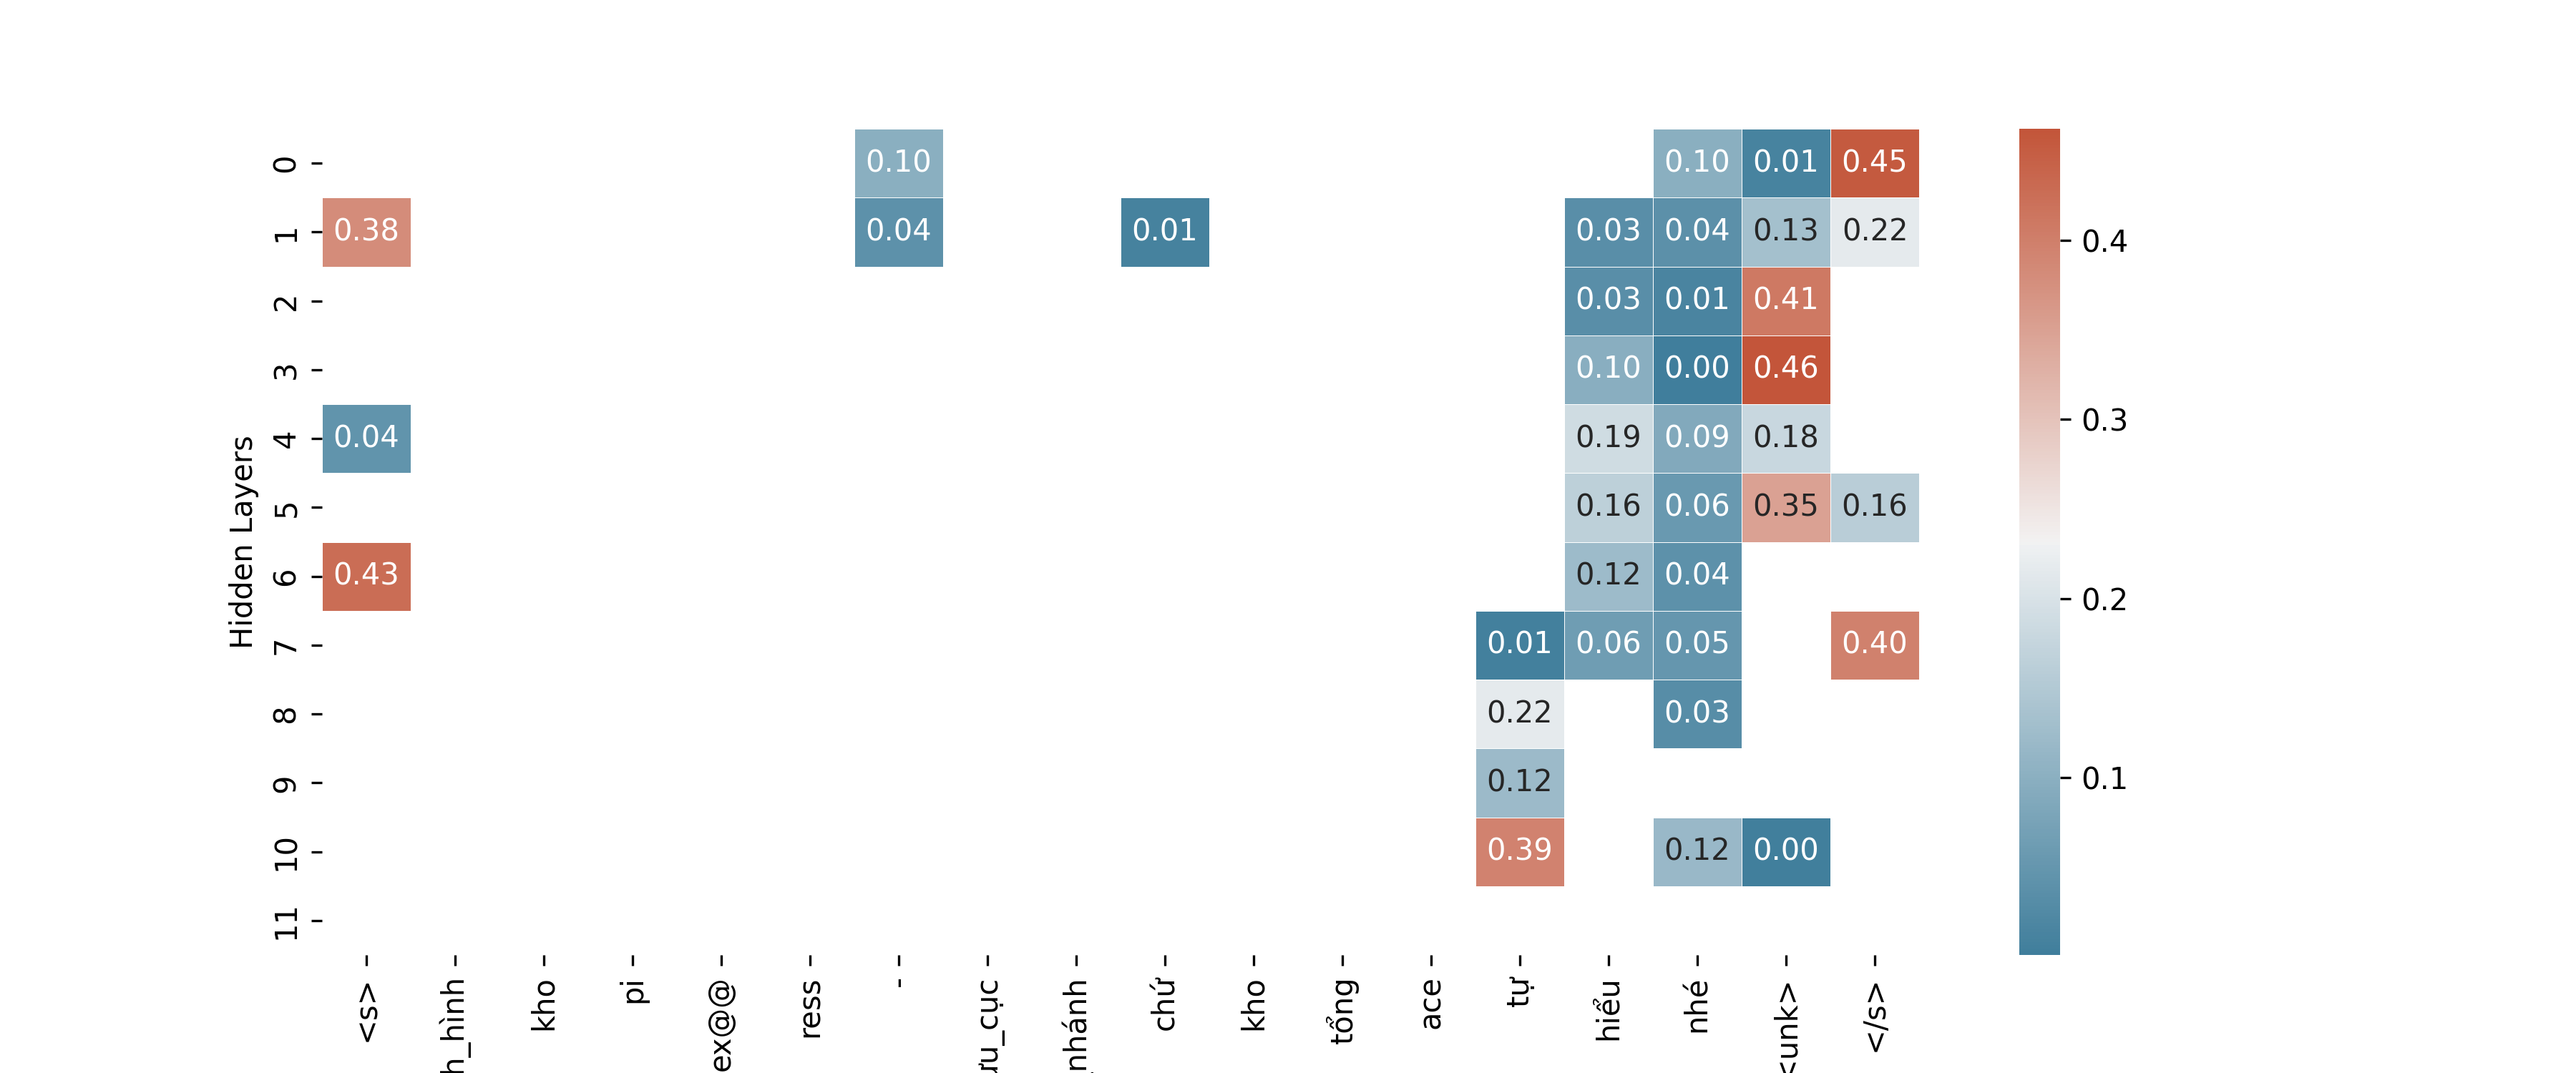 0 0.10 0.10 0.01 0.45
1 0.38 0.04 0.01 0.03 0.04 0.13 0.22 0.4
2 0.03 0.01 0.41
3 0.10 0.00 0.46 0.3
4 0.04 0.19 0.09 0.18
5 0.16 0.06 0.35 0.16
Hidden Layers
6 0.43 0.12 0.04 0.2
7 0.01 0.06 0.05 0.40
8 0.22 0.03
9 0.12 0.1
10 0.39 0.12 0.00
11
<s> h_hình kho pi ex@@ ress - ưu_cục nhánh chứ kho tổng ace tự hiểu nhé <unk> </s>